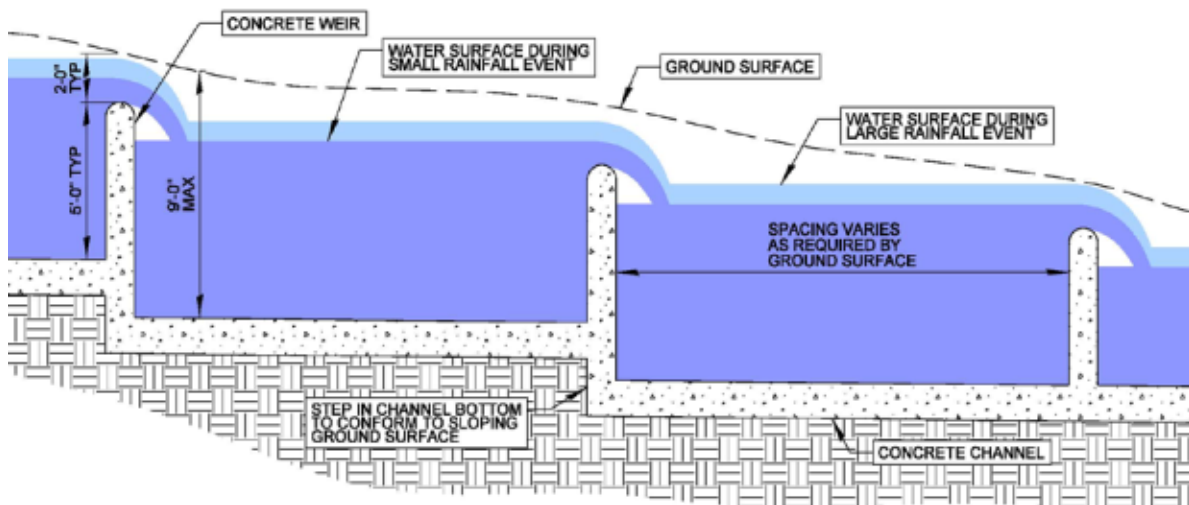 CONCRETE WEIR
2'-0"
TYP
WATER SURFACE DURING
SMALL RAINFALL EVENT
GROUND SURFACE
WATER SURFACE DURING
LARGE RAINFALL EVENT
6'-0" TYP
9'-0"
MAX
SPACING VARIES
AS REQUIRED BY
GROUND SURFACE
STEP IN CHANNEL BOTTOM
TO CONFORM TO SLOPING
GROUND SURFACE
CONCRETE CHANNEL